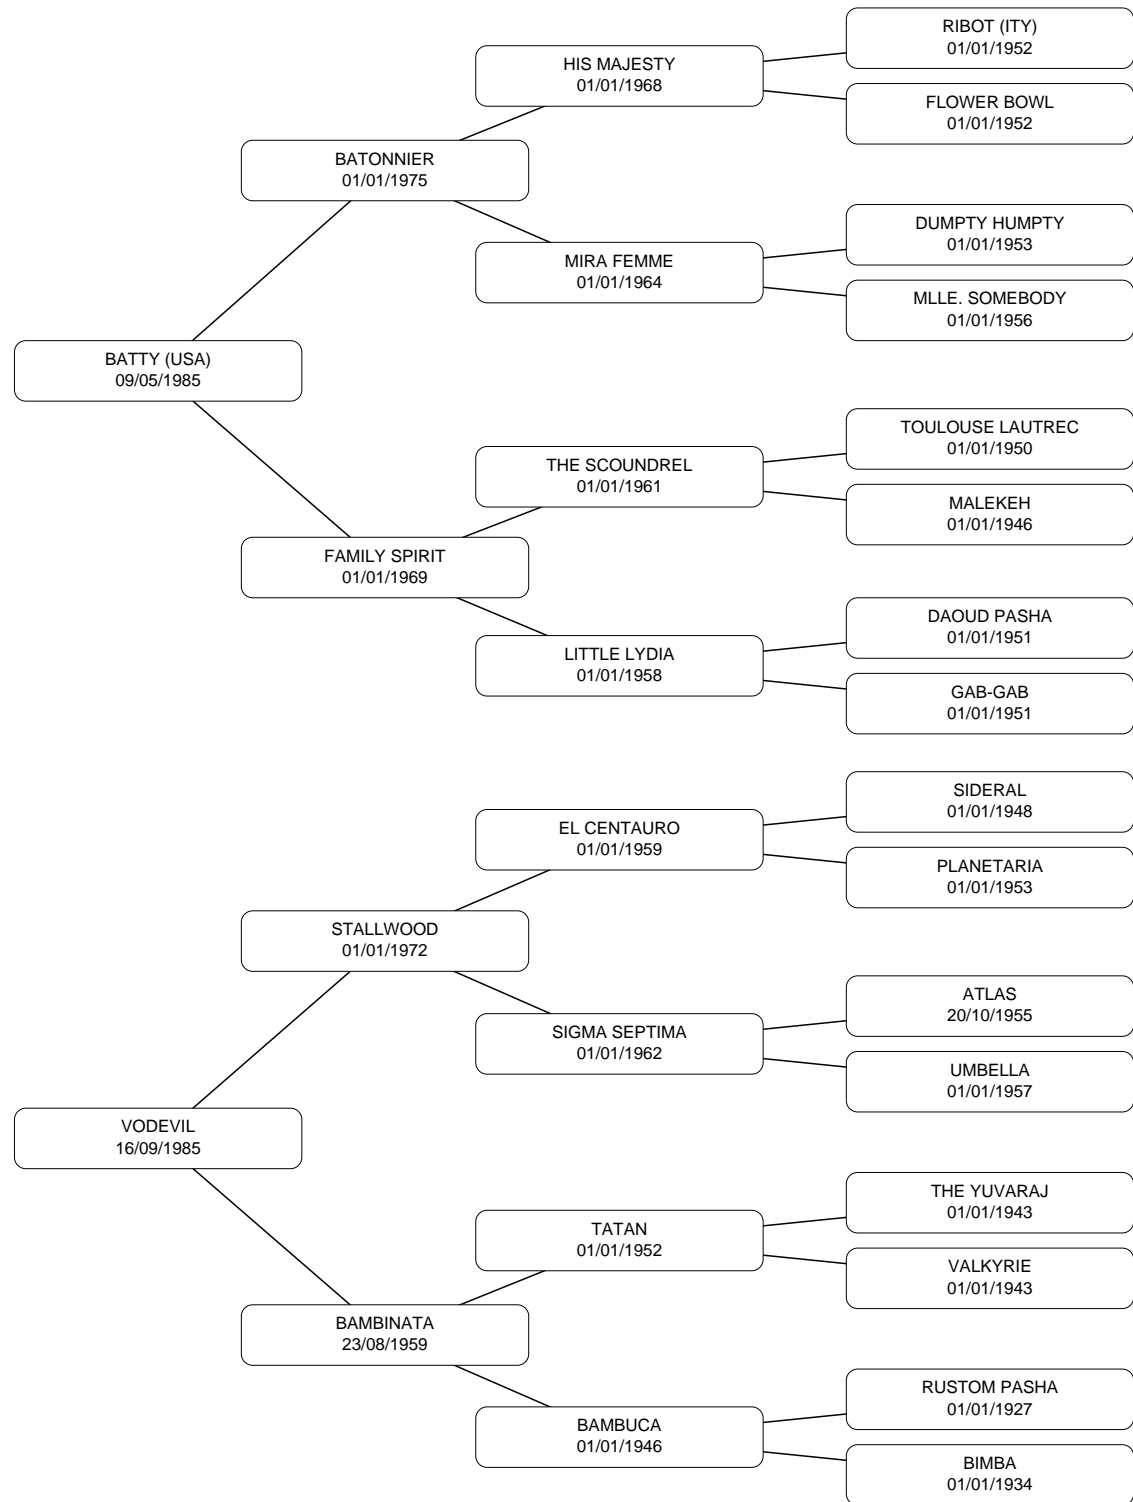 RIBOT (ITY)
01/01/1952
HIS MAJESTY
01/01/1968
FLOWER BOWL
01/01/1952
BATONNIER
01/01/1975
DUMPTY HUMPTY
01/01/1953
MIRA FEMME
01/01/1964
MLLE. SOMEBODY
01/01/1956
BATTY (USA)
09/05/1985
TOULOUSE LAUTREC
01/01/1950
THE SCOUNDREL
01/01/1961
MALEKEH
01/01/1946
FAMILY SPIRIT
01/01/1969
DAOUD PASHA
01/01/1951
LITTLE LYDIA
01/01/1958
GAB-GAB
01/01/1951
SIDERAL
01/01/1948
EL CENTAURO
01/01/1959
PLANETARIA
01/01/1953
STALLWOOD
01/01/1972
ATLAS
20/10/1955
SIGMA SEPTIMA
01/01/1962
UMBELLA
01/01/1957
VODEVIL
16/09/1985
THE YUVARAJ
01/01/1943
TATAN
01/01/1952
VALKYRIE
01/01/1943
BAMBINATA
23/08/1959
RUSTOM PASHA
01/01/1927
BAMBUCA
01/01/1946
BIMBA
01/01/1934